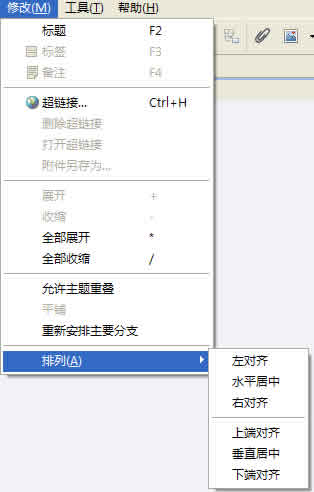 修改(M) 工具(T) 帮助(H)
标题 F2
标签 F3
备注 F4
超链接... Ctrl+H
删除超链接
打开超链接
附件另存为...
展开 +
收缩 -
全部展开 *
全部收缩 /
允许主题重叠
平铺
重新安排主要分支
排列(A)
左对齐
水平居中
右对齐
上端对齐
垂直居中
下端对齐